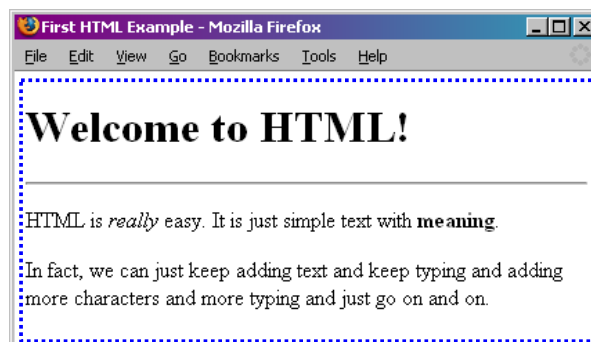 First HTML Example - Mozilla Firefox
File Edit View Go Bookmarks Tools Help
Welcome to HTML!
HTML is really easy. It is just simple text with meaning.
In fact, we can just keep adding text and keep typing and adding
more characters and more typing and just go on and on.